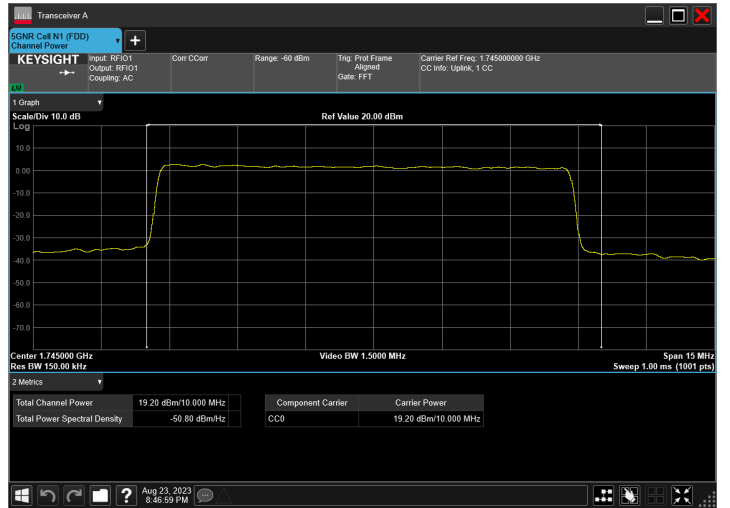 Transceiver A
5GNR Cell N1 (FDD)
Channel Power
KEYSIGHT
Input: RFIO1
Output: RFIO1
Coupling: AC
Corr CCorr
Range: -60 dBm
Trig: Prot Frame
Aligned
Gate: FFT
Carrier Ref Freq: 1.745000000 GHz
CC Info: Uplink, 1 CC
1 Graph
Scale/Div 10.0 dB
Ref Value 20.00 dBm
Log
10.0
0.00
-10.0
-20.0
-30.0
-40.0
-50.0
-60.0
-70.0
Center 1.745000 GHz
Video BW 1.5000 MHz
Span 15 MHz
Res BW 150.00 kHz
Sweep 1.00 ms (1001 pts)
2 Metrics
Total Channel Power 19.20 dBm/10.000 MHz
Total Power Spectral Density -50.80 dBm/Hz
Component Carrier Carrier Power
CC0 19.20 dBm/10.000 MHz
Aug 23, 2023
8:46:59 PM